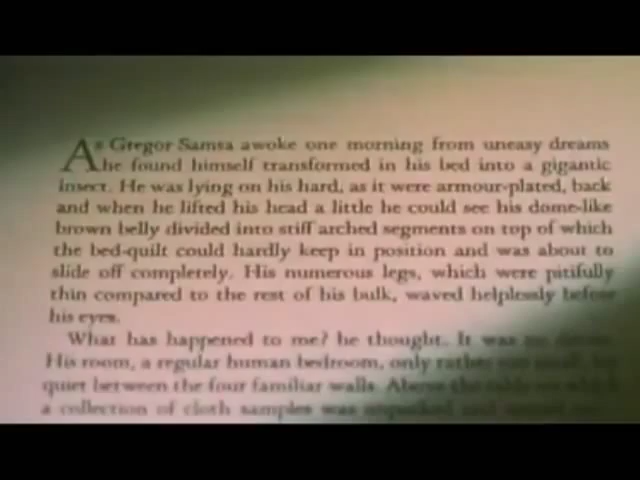 As Gregor Samsa awoke one morning from uneasy dreams
he found himself transformed in his bed into a gigantic
insect. He was lying on his hard, as it were armour-plated, back
and when he lifted his head a little he could see his dome-like
brown belly divided into stiff arched segments on top of which
the bed-quilt could hardly keep in position and was about to
slide off completely. His numerous legs, which were pitifully
thin compared to the rest of his bulk, waved helplessly before
his eyes.
What has happened to me? he thought. It was
His room, a regular human bedroom, only rather
quiet between the four familiar walls. Above the
a collection of cloth samples was unpacked and